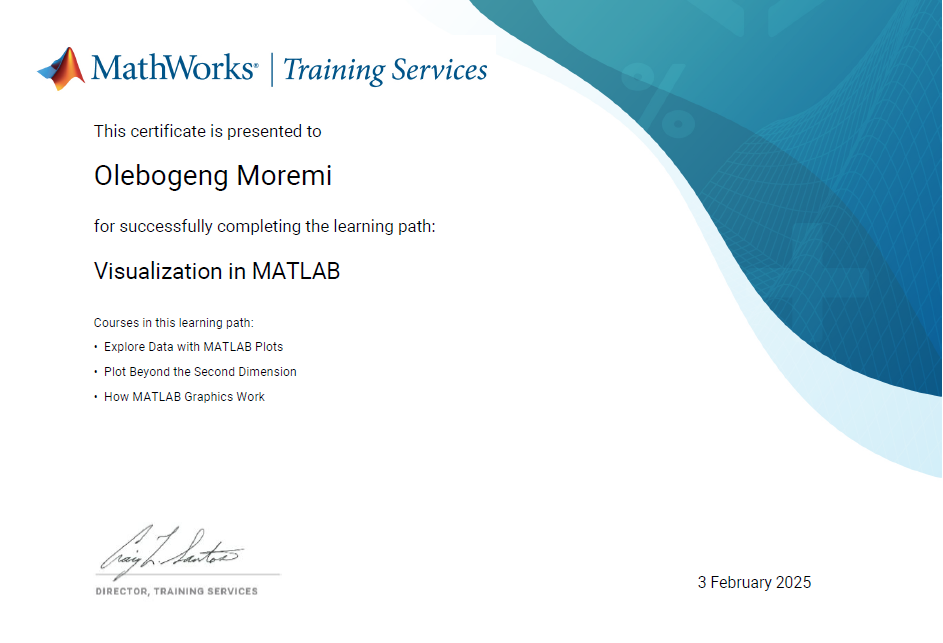 MathWorks® | Training Services
This certificate is presented to
Olebogeng Moremi
for successfully completing the learning path:
Visualization in MATLAB
Courses in this learning path:
• Explore Data with MATLAB Plots
• Plot Beyond the Second Dimension
• How MATLAB Graphics Work
Craig L. Santos
DIRECTOR, TRAINING SERVICES
3 February 2025